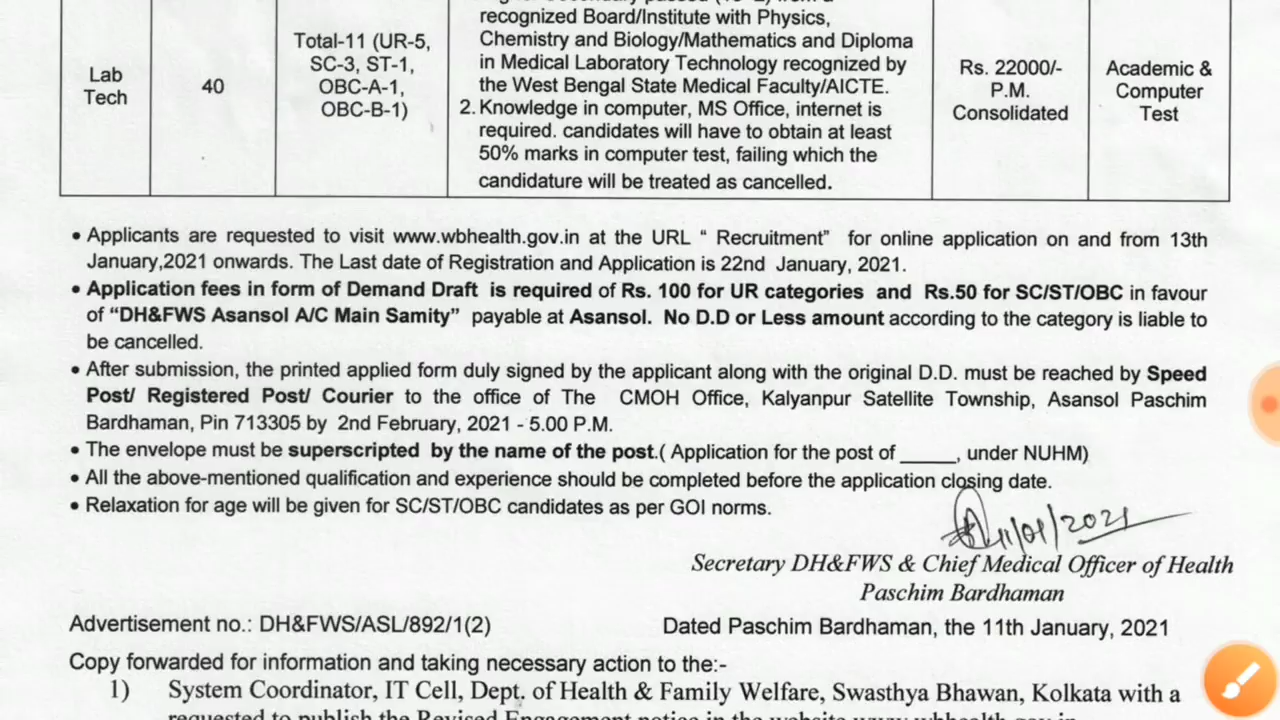 recognized Board/Institute with Physics,
Chemistry and Biology/Mathematics and Diploma
in Medical Laboratory Technology recognized by
the West Bengal State Medical Faculty/AICTE.
2. Knowledge in computer, MS Office, internet is
required. candidates will have to obtain at least
50% marks in computer test, failing which the
candidature will be treated as cancelled.
Lab
Tech
40
Total-11 (UR-5,
SC-3, ST-1,
OBC-A-1,
OBC-B-1)
Rs. 22000/-
P.M.
Consolidated
Academic &
Computer
Test
• Applicants are requested to visit www.wbhealth.gov.in at the URL “ Recruitment” for online application on and from 13th
January,2021 onwards. The Last date of Registration and Application is 22nd January, 2021.
• Application fees in form of Demand Draft is required of Rs. 100 for UR categories and Rs.50 for SC/ST/OBC in favour
of “DH&FWS Asansol A/C Main Samity” payable at Asansol. No D.D or Less amount according to the category is liable to
be cancelled.
• After submission, the printed applied form duly signed by the applicant along with the original D.D. must be reached by Speed
Post/ Registered Post/ Courier to the office of The CMOH Office, Kalyanpur Satellite Township, Asansol Paschim
Bardhaman, Pin 713305 by 2nd February, 2021 - 5.00 P.M.
• The envelope must be superscripted by the name of the post.( Application for the post of _____, under NUHM)
• All the above-mentioned qualification and experience should be completed before the application closing date.
• Relaxation for age will be given for SC/ST/OBC candidates as per GOI norms.
11/01/2021
Secretary DH&FWS & Chief Medical Officer of Health
Paschim Bardhaman
Advertisement no.: DH&FWS/ASL/892/1(2)
Dated Paschim Bardhaman, the 11th January, 2021
Copy forwarded for information and taking necessary action to the:-
1) System Coordinator, IT Cell, Dept. of Health & Family Welfare, Swasthya Bhawan, Kolkata with a
requested to publish the Revised Engagement notice in the website www.wbhealth.gov.in